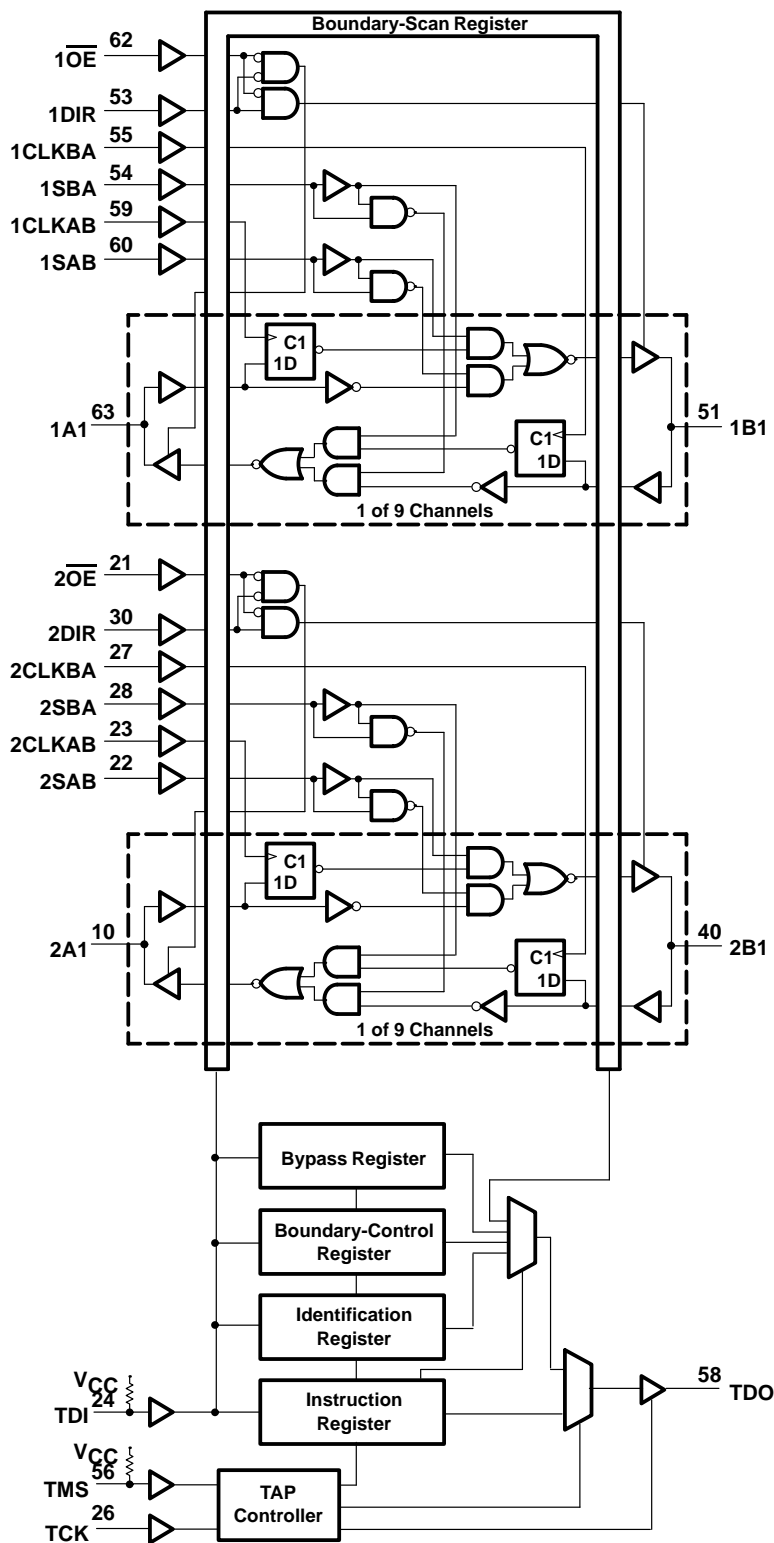 Boundary-Scan Register
1OE 62
1DIR 53
1CLKBA 55
1SBA 54
1CLKAB 59
1SAB 60
C1
1D
1A1 63
51 1B1
C1
1D
1 of 9 Channels
2OE 21
2DIR 30
2CLKBA 27
2SBA 28
2CLKAB 23
2SAB 22
C1
1D
2A1 10
40 2B1
C1
1D
1 of 9 Channels
Bypass Register
Boundary-Control
Register
Identification
Register
VCC
TDI 24
Instruction
Register
58 TDO
VCC
TMS 56
TAP
Controller
TCK 26